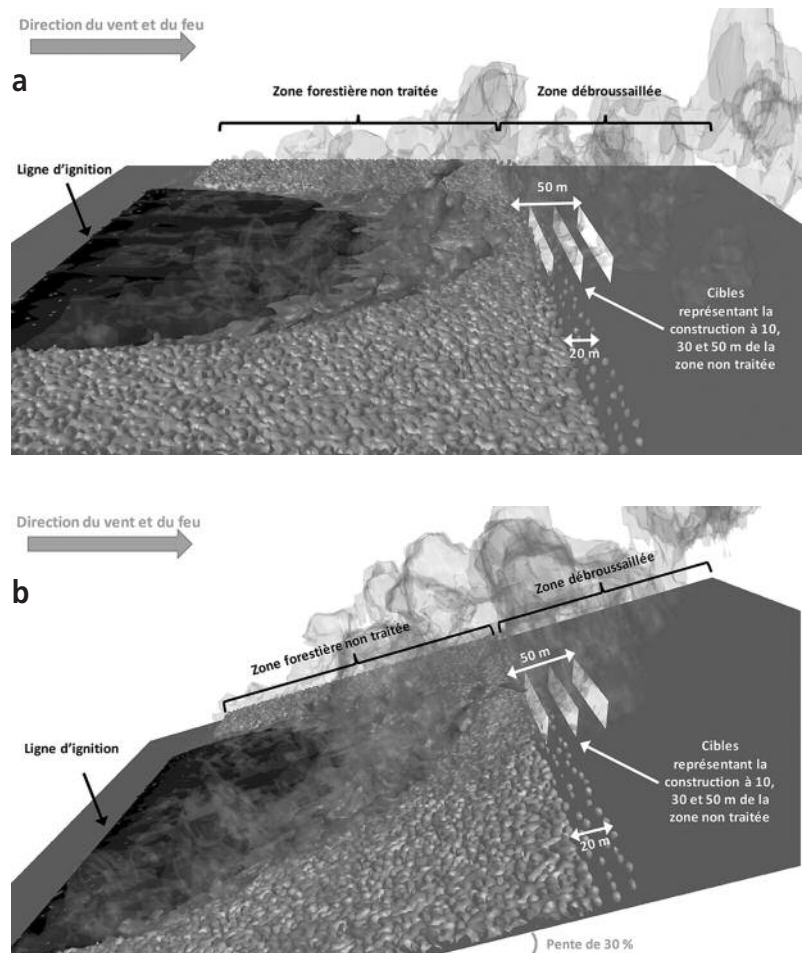 Direction du vent et du feu
a
Zone forestière non traitée
Zone débroussaillée
Ligne d'ignition
50 m
Cibles
représentant la
construction à 10,
30 et 50 m de la
zone non traitée
20 m
Direction du vent et du feu
b
Zone débroussaillée
Zone forestière non traitée
50 m
Ligne d'ignition
Cibles
représentant la
construction à 10,
30 et 50 m de la
zone non traitée
20 m
Pente de 30 %